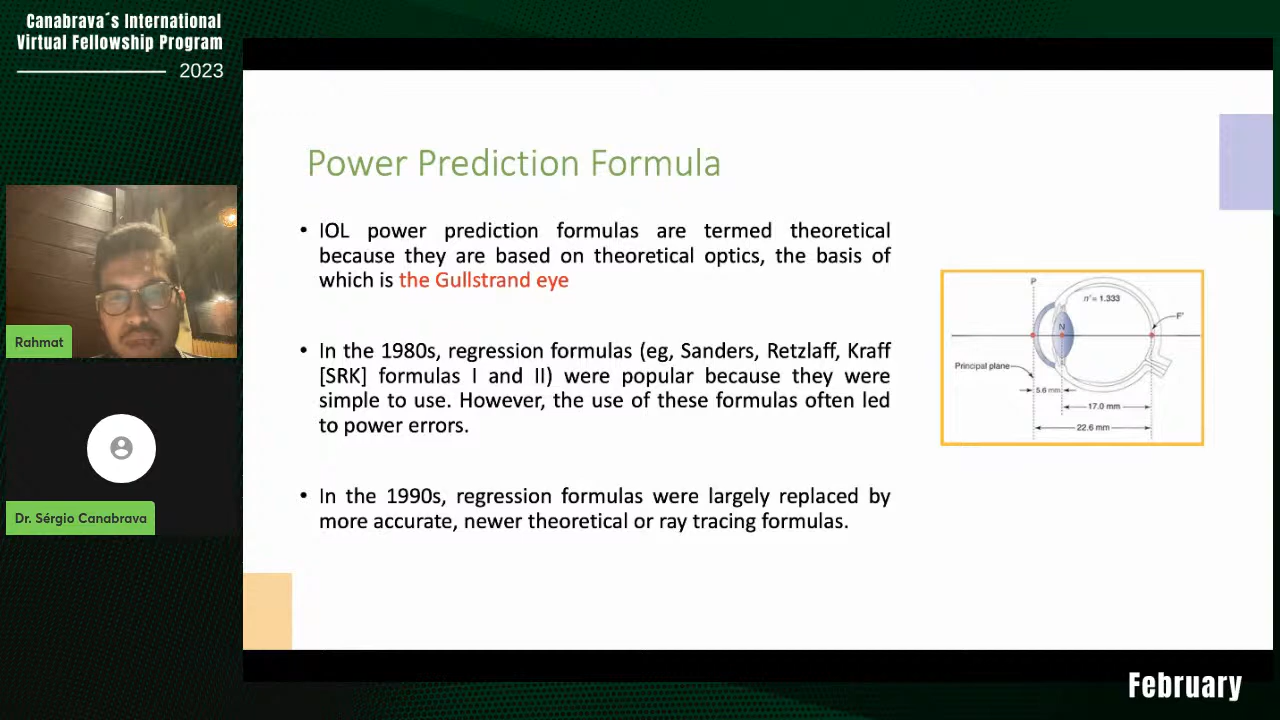 Canabrava´s International
Virtual Fellowship Program
2023
Rahmat
Dr. Sérgio Canabrava
Power Prediction Formula
• IOL power prediction formulas are termed theoretical
because they are based on theoretical optics, the basis of
which is the Gullstrand eye
• In the 1980s, regression formulas (eg, Sanders, Retzlaff, Kraff
[SRK] formulas I and II) were popular because they were
simple to use. However, the use of these formulas often led
to power errors.
• In the 1990s, regression formulas were largely replaced by
more accurate, newer theoretical or ray tracing formulas.
P
n' = 1.333
F'
N
Principal plane
5.6 mm
17.0 mm
22.6 mm
February